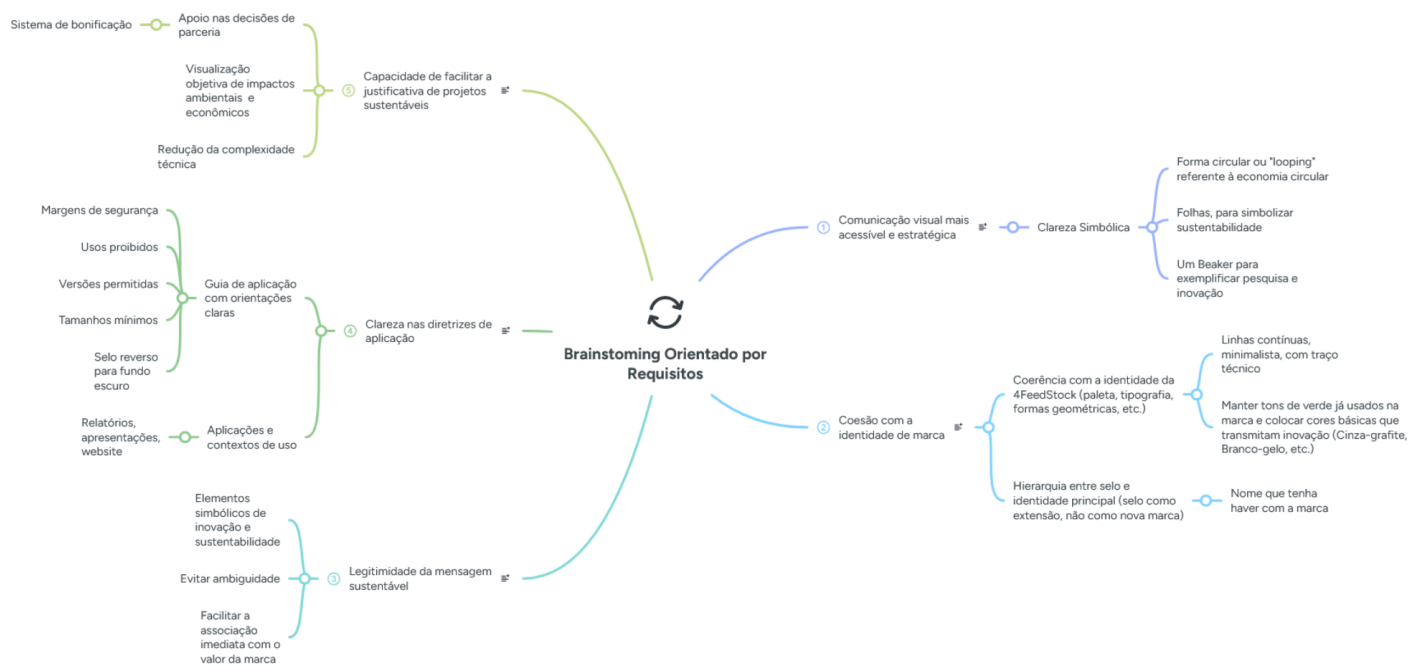 Brainstoming Orientado por
Requisitos
1
Comunicação visual mais
acessível e estratégica
Clareza Simbólica
Forma circular ou "looping"
referente à economia circular
Folhas, para simbolizar
sustentabilidade
Um Beaker para
exemplificar pesquisa e
inovação
2
Coesão com a
identidade de marca
Coerência com a identidade da
4FeedStock (paleta, tipografia,
formas geométricas, etc.)
Linhas contínuas,
minimalista, com traço
técnico
Manter tons de verde já usados na
marca e colocar cores básicas que
transmitam inovação (Cinza-grafite,
Branco-gelo, etc.)
Hierarquia entre selo e
identidade principal (selo como
extensão, não como nova marca)
Nome que tenha
haver com a marca
3
Legitimidade da mensagem
sustentável
Elementos
simbólicos de
inovação e
sustentabilidade
Evitar ambiguidade
Facilitar a
associação
imediata com o
valor da marca
4
Clareza nas diretrizes de
aplicação
Guia de aplicação
com orientações
claras
Margens de segurança
Usos proibidos
Versões permitidas
Tamanhos mínimos
Selo reverso
para fundo
escuro
Aplicações e
contextos de uso
Relatórios,
apresentações,
website
5
Capacidade de facilitar a
justificativa de projetos
sustentáveis
Apoio nas decisões de
parceria
Sistema de bonificação
Visualização
objetiva de impactos
ambientais e
econômicos
Redução da complexidade
técnica